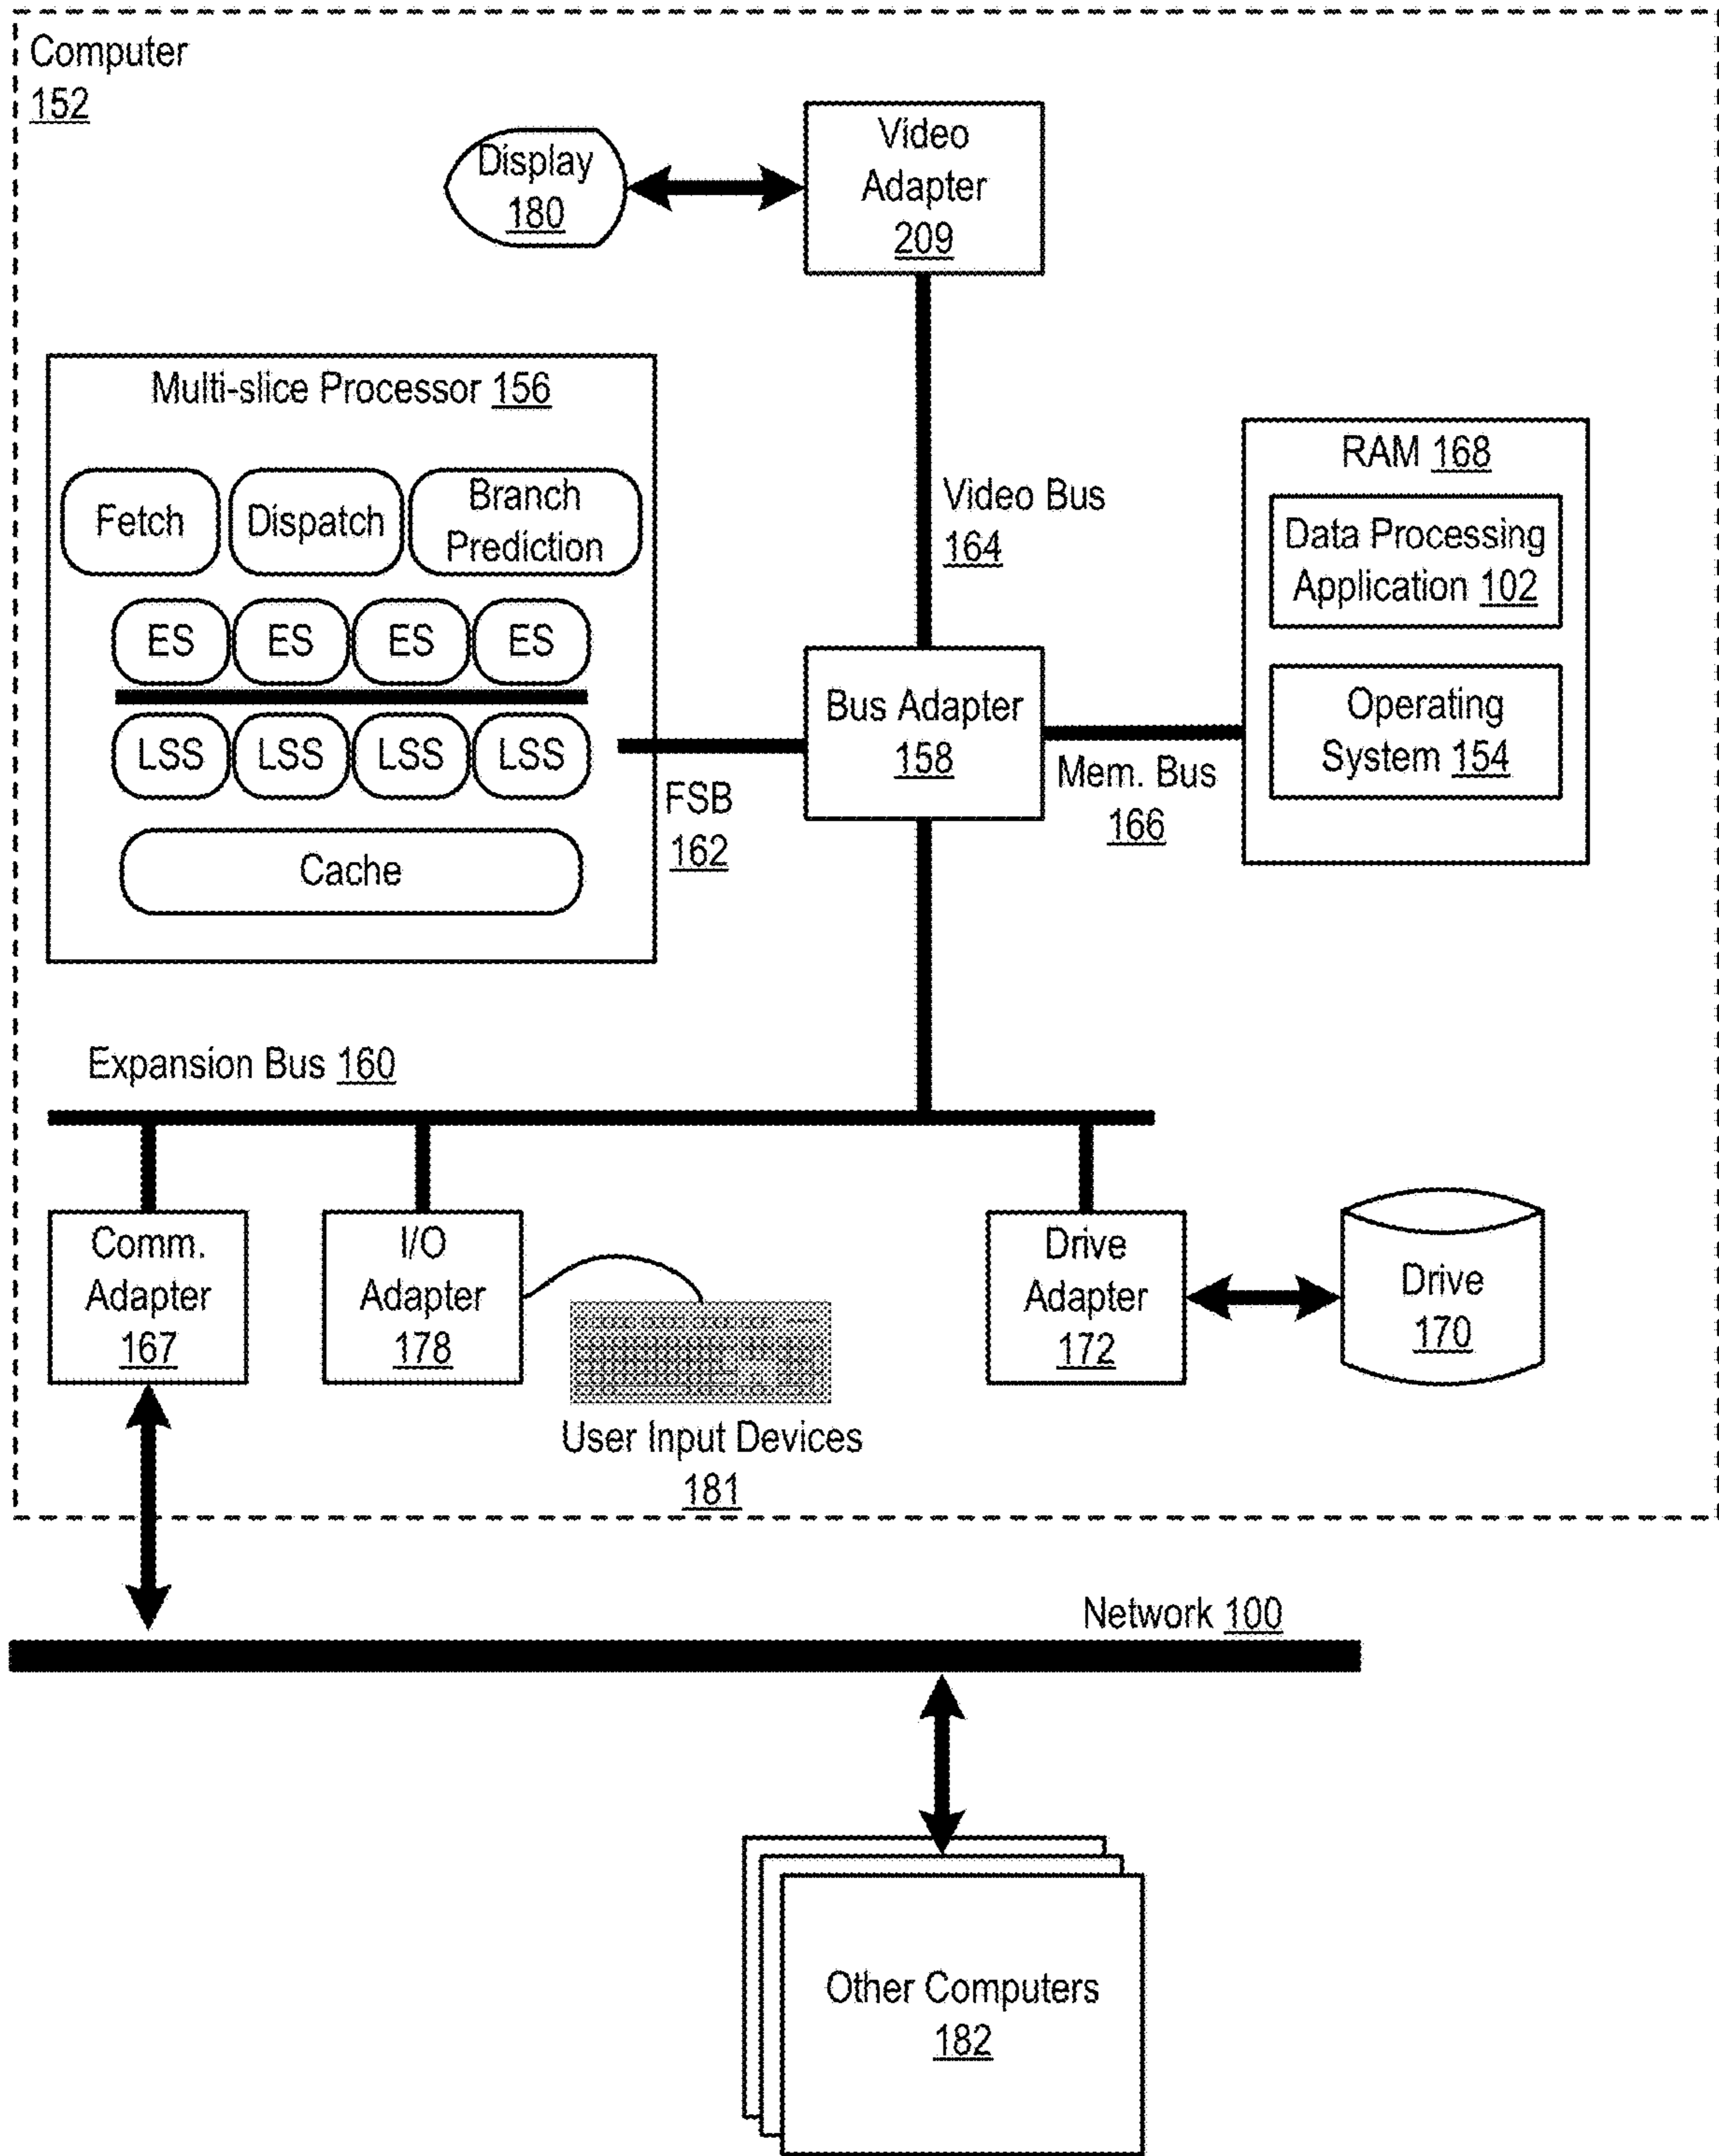 Computer
152
Display
180
Video
Adapter
209
Multi-slice Processor 156
Fetch
Dispatch
Branch
Prediction
ES
ES
ES
ES
LSS
LSS
LSS
LSS
Cache
FSB
162
Video Bus
164
Bus Adapter
158
Mem. Bus
166
RAM 168
Data Processing
Application 102
Operating
System 154
Expansion Bus 160
Comm.
Adapter
167
I/O
Adapter
178
User Input Devices
181
Drive
Adapter
172
Drive
170
Network 100
Other Computers
182